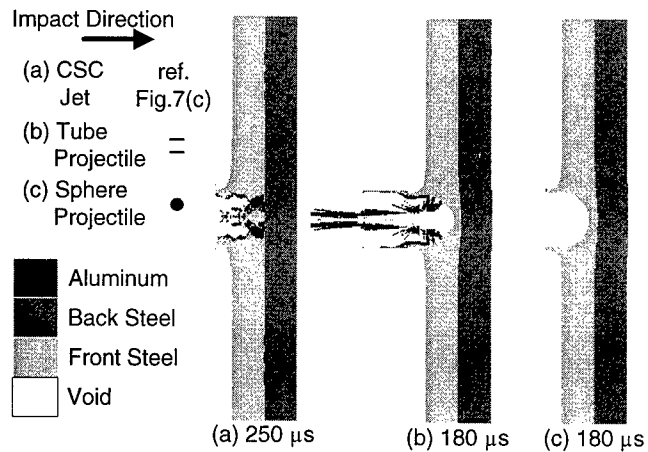 Impact Direction
(a) CSC ref.
Jet Fig.7(c)
(b) Tube
Projectile
(c) Sphere
Projectile
Aluminum
Back Steel
Front Steel
Void
(a) 250 μs
(b) 180 μs
(c) 180 μs